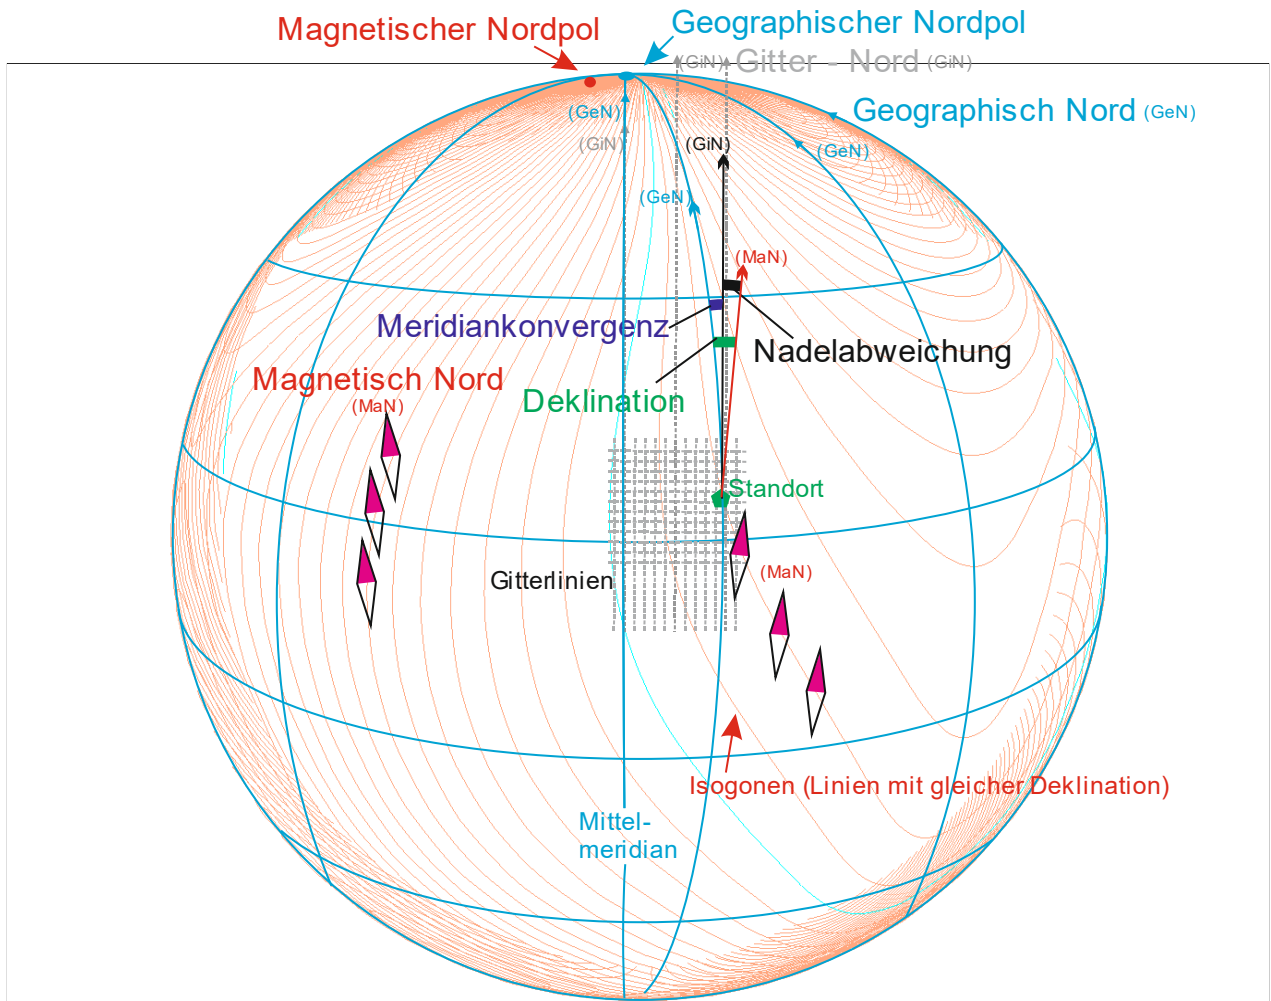 Magnetischer Nordpol
Geographischer Nordpol
(GiN)
Gitter - Nord (GiN)
Geographisch Nord (GeN)
(GeN)
(GiN)
(GiN)
(GeN)
(GeN)
(MaN)
Meridiankonvergenz
Nadelabweichung
Magnetisch Nord
(MaN)
Deklination
Standort
Gitterlinien
(MaN)
Isogonen (Linien mit gleicher Deklination)
Mittel-
meridian